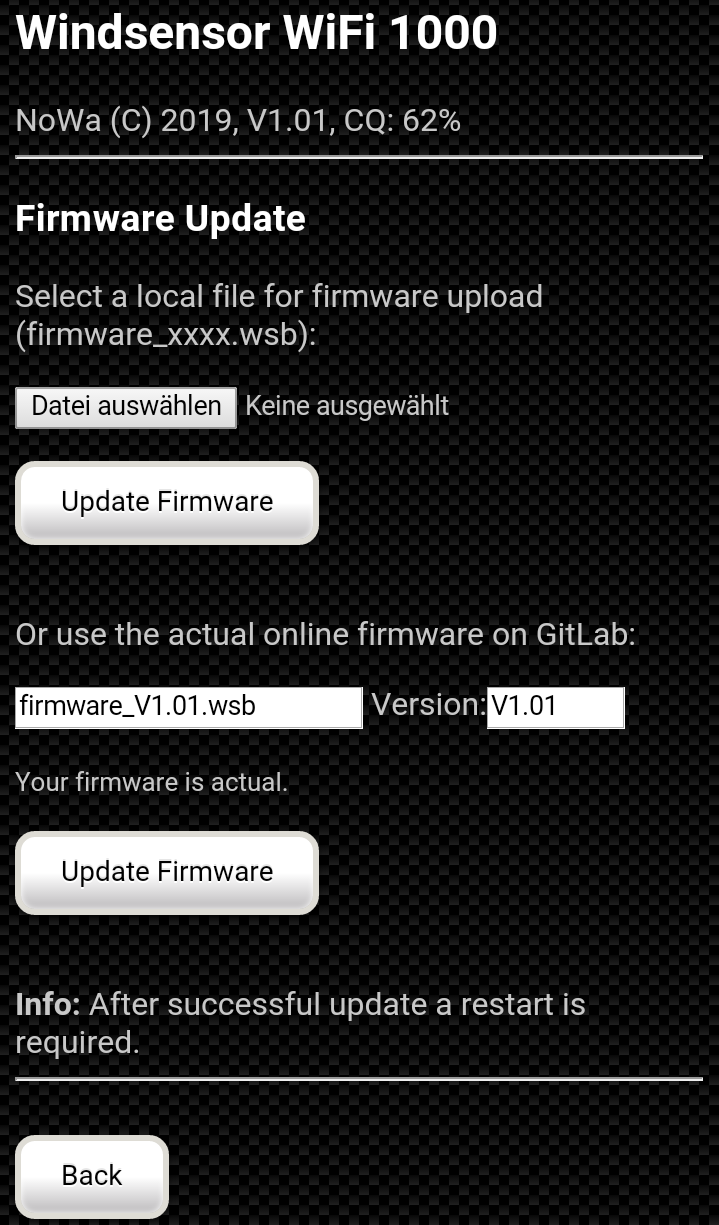 Windsensor WiFi 1000
NoWa (C) 2019, V1.01, CQ: 62%
Firmware Update
Select a local file for firmware upload
(firmware_xxxx.wsb):
Datei auswählen Keine ausgewählt
Update Firmware
Or use the actual online firmware on GitLab:
firmware_V1.01.wsb Version: V1.01
Your firmware is actual.
Update Firmware
Info: After successful update a restart is
required.
Back